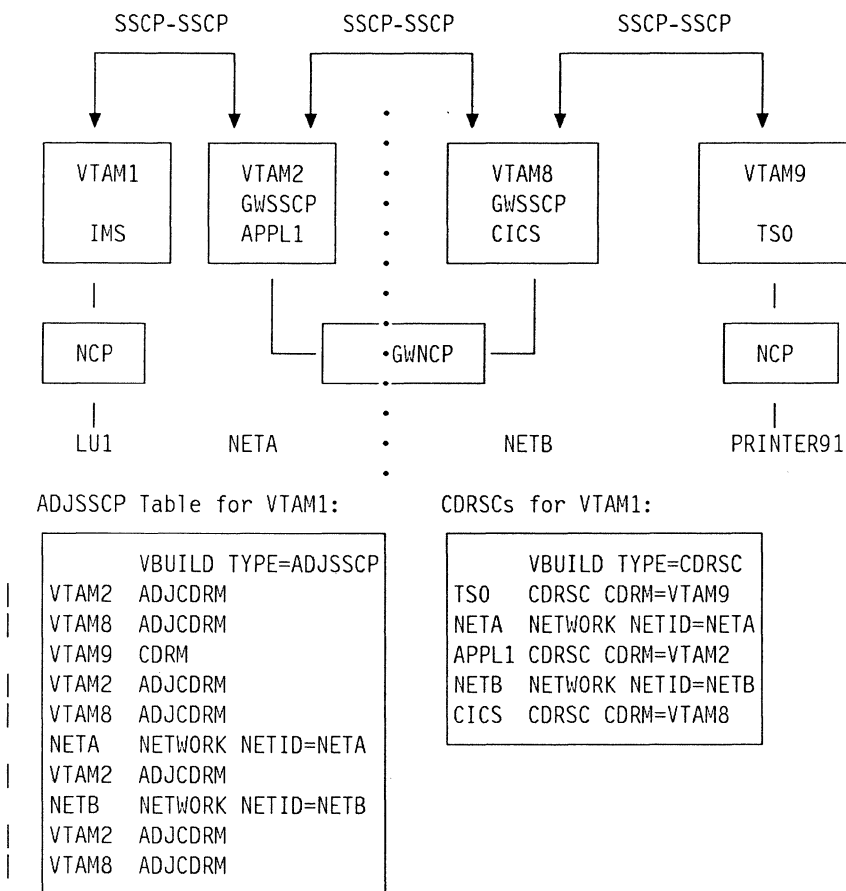 SSCP-SSCP SSCP-SSCP SSCP-SSCP
VTAM1 VTAM2 VTAM8 VTAM9
GWSSCP GWSSCP
IMS APPL1 CICS TSO
NCP GWNCP NCP
LU1 NETA NETB PRINTER91
ADJSSCP Table for VTAM1:
VBUILD TYPE=ADJSSCP
VTAM2 ADJCDRM
VTAM8 ADJCDRM
VTAM9 CDRM
VTAM2 ADJCDRM
VTAM8 ADJCDRM
NETA NETWORK NETID=NETA
VTAM2 ADJCDRM
NETB NETWORK NETID=NETB
VTAM2 ADJCDRM
VTAM8 ADJCDRM
CDRSCs for VTAM1:
VBUILD TYPE=CDRSC
TSO CDRSC CDRM=VTAM9
NETA NETWORK NETID=NETA
APPL1 CDRSC CDRM=VTAM2
NETB NETWORK NETID=NETB
CICS CDRSC CDRM=VTAM8